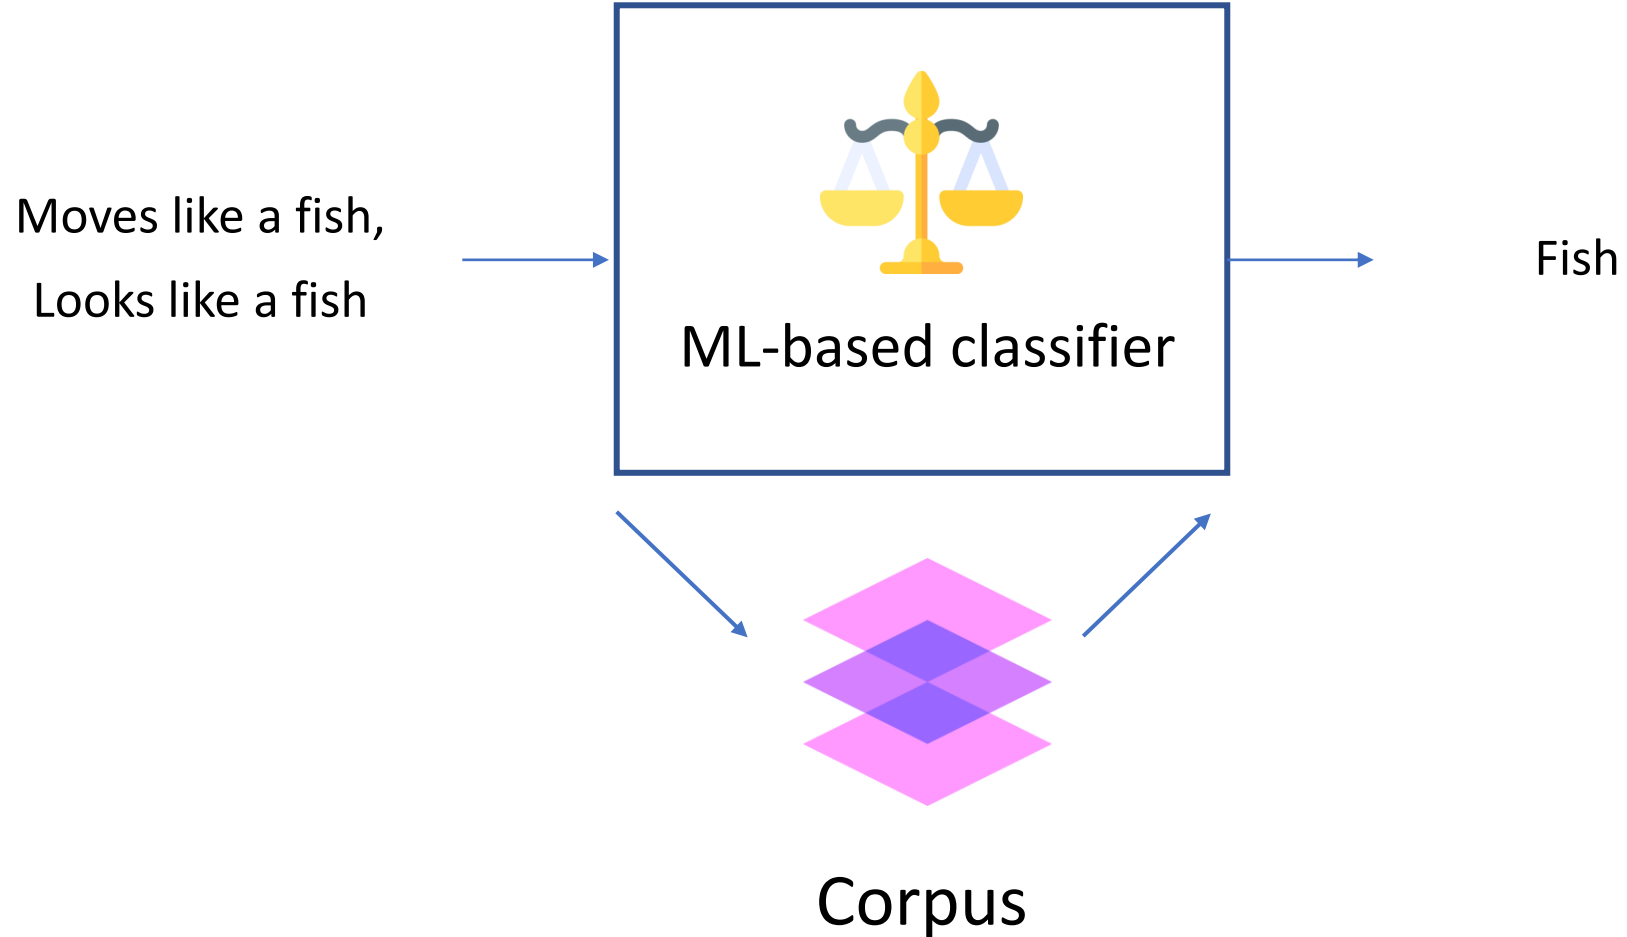 Moves like a fish,
Looks like a fish
ML-based classifier
Fish
Corpus